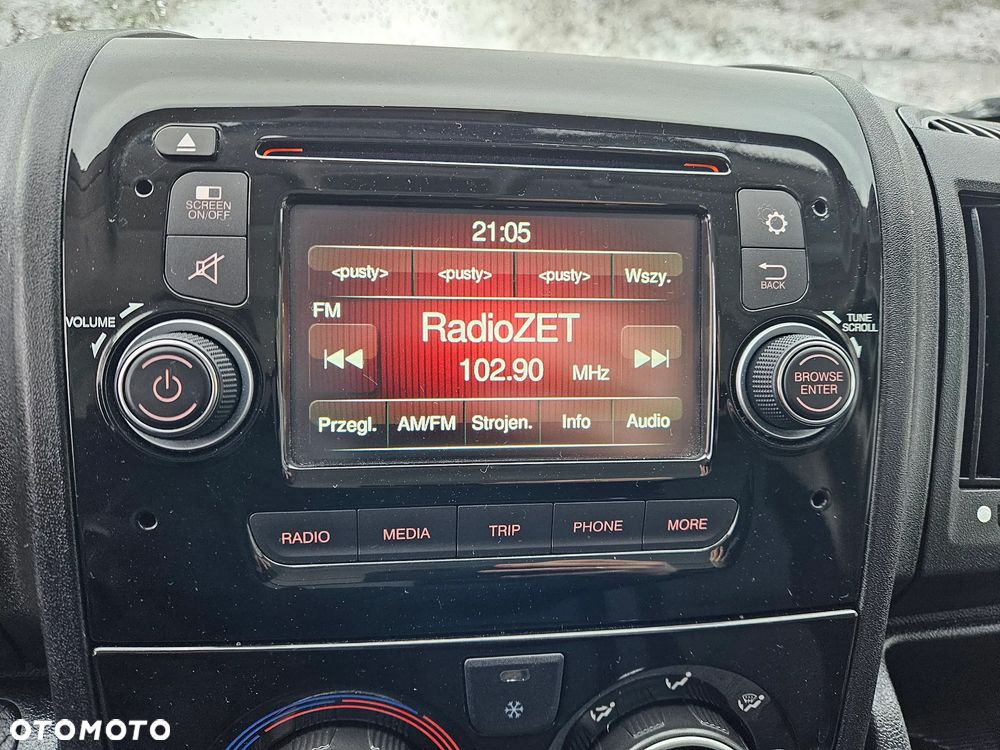 SCREEN
ON/OFF
VOLUME
21:05
<pusty> <pusty> <pusty> Wszy.
FM
RadioZET
102.90 MHz
Przegl. AM/FM Strojen. Info Audio
BACK
TUNE
SCROLL
BROWSE
ENTER
RADIO MEDIA TRIP PHONE MORE
OTOMOTO